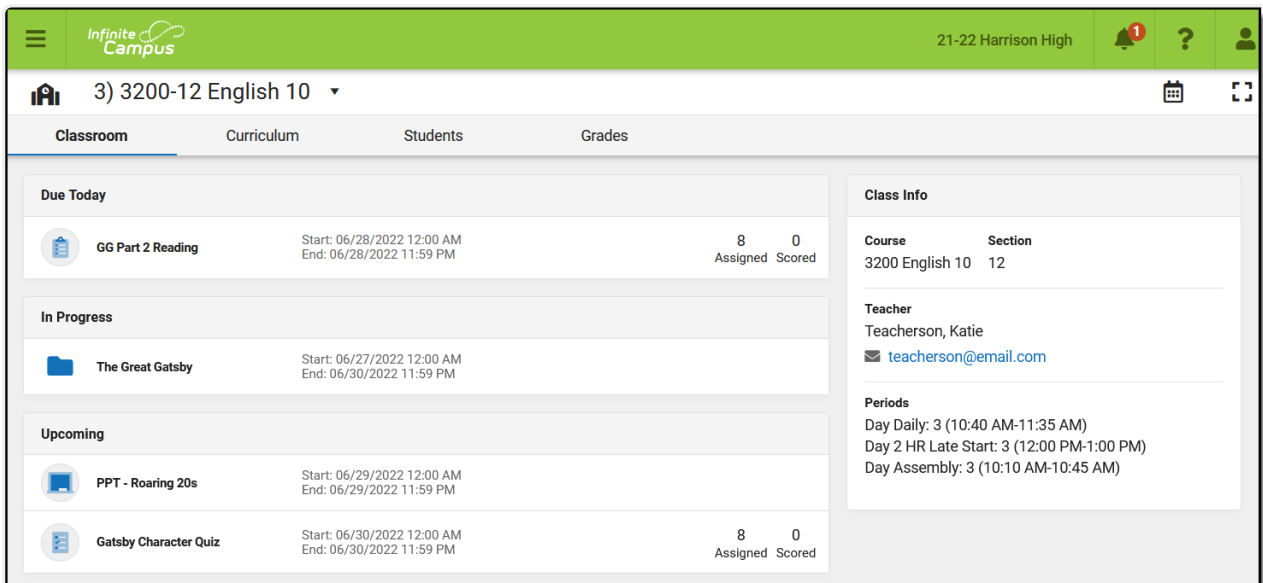 Infinite Campus
21-22 Harrison High
1
?
3) 3200-12 English 10
Classroom Curriculum Students Grades
Due Today
GG Part 2 Reading
Start: 06/28/2022 12:00 AM
End: 06/28/2022 11:59 PM
8 0
Assigned Scored
In Progress
The Great Gatsby
Start: 06/27/2022 12:00 AM
End: 06/30/2022 11:59 PM
Upcoming
PPT - Roaring 20s
Start: 06/29/2022 12:00 AM
End: 06/29/2022 11:59 PM
Gatsby Character Quiz
Start: 06/30/2022 12:00 AM
End: 06/30/2022 11:59 PM
8 0
Assigned Scored
Class Info
Course Section
3200 English 10 12
Teacher
Teacherson, Katie
teacherson@email.com
Periods
Day Daily: 3 (10:40 AM-11:35 AM)
Day 2 HR Late Start: 3 (12:00 PM-1:00 PM)
Day Assembly: 3 (10:10 AM-10:45 AM)